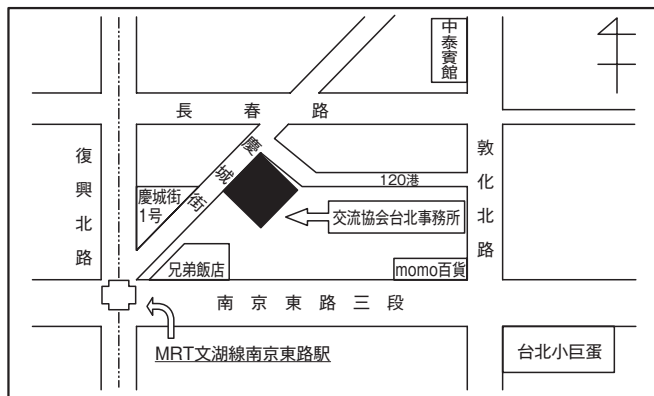 中泰賓館
長春路
復興北路
慶城街
敦化北路
120港
慶城街
1号
交流協会台北事務所
兄弟飯店
momo百貨
南京東路三段
MRT文湖線南京東路駅
台北小巨蛋